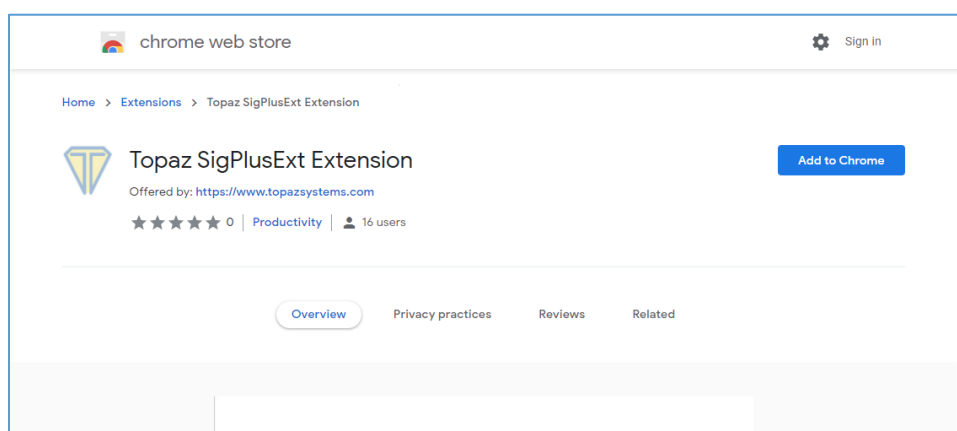 chrome web store
Sign in
Home > Extensions > Topaz SigPlusExt Extension
Topaz SigPlusExt Extension
Add to Chrome
Offered by: https://www.topazsystems.com
0 | Productivity | 16 users
Overview
Privacy practices
Reviews
Related